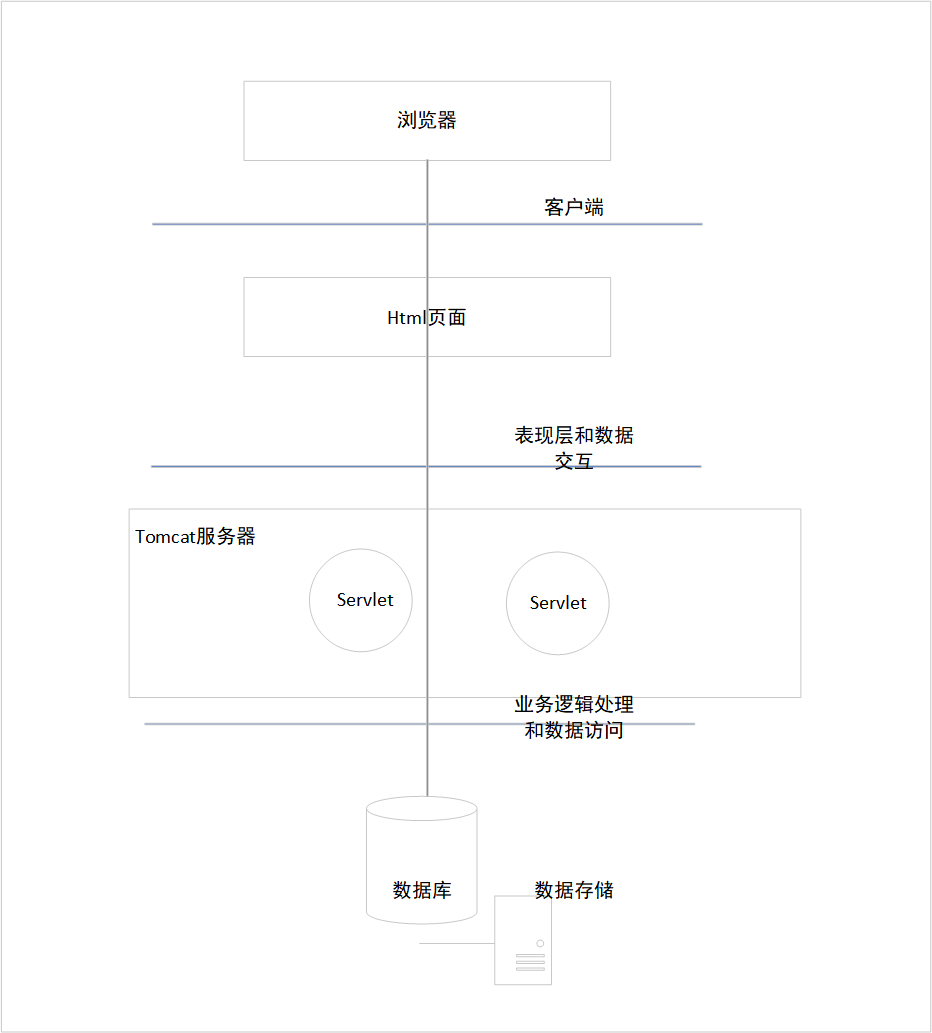 浏览器
客户端
Html页面
表现层和数据
交互
Tomcat服务器
Servlet
Servlet
业务逻辑处理
和数据访问
数据库
数据存储